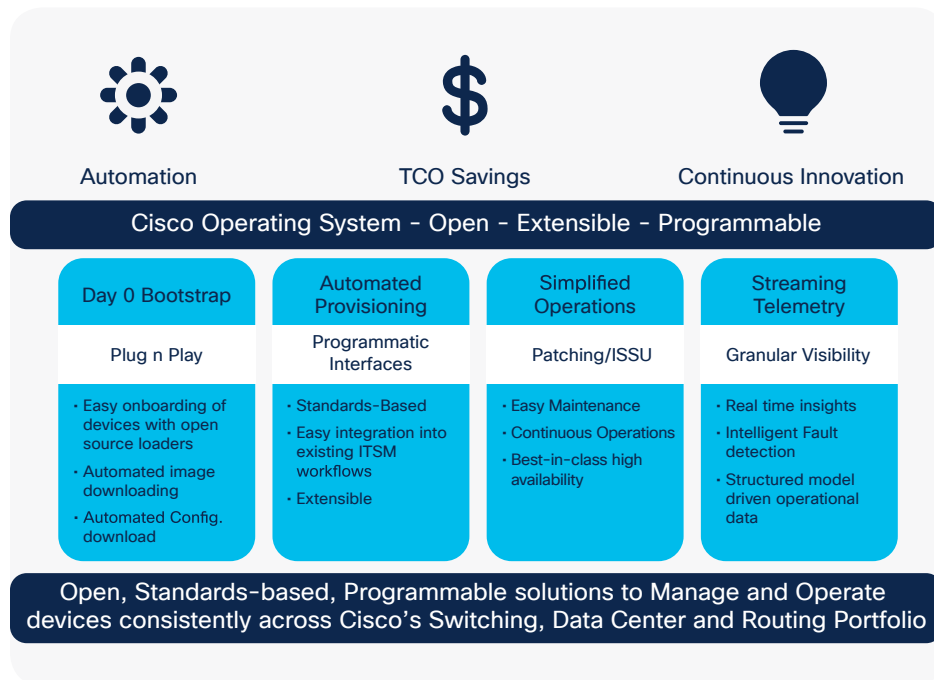 Automation
TCO Savings
Continuous Innovation
Cisco Operating System - Open - Extensible - Programmable
Day 0 Bootstrap
Plug n Play
· Easy onboarding of
devices with open
source loaders
· Automated image
downloading
· Automated Config.
download
Automated
Provisioning
Programmatic
Interfaces
· Standards-Based
· Easy integration into
existing ITSM
workflows
· Extensible
Simplified
Operations
Patching/ISSU
· Easy Maintenance
· Continuous Operations
· Best-in-class high
availability
Streaming
Telemetry
Granular Visibility
· Real time insights
· Intelligent Fault
detection
· Structured model
driven operational
data
Open, Standards-based, Programmable solutions to Manage and Operate
devices consistently across Cisco's Switching, Data Center and Routing Portfolio